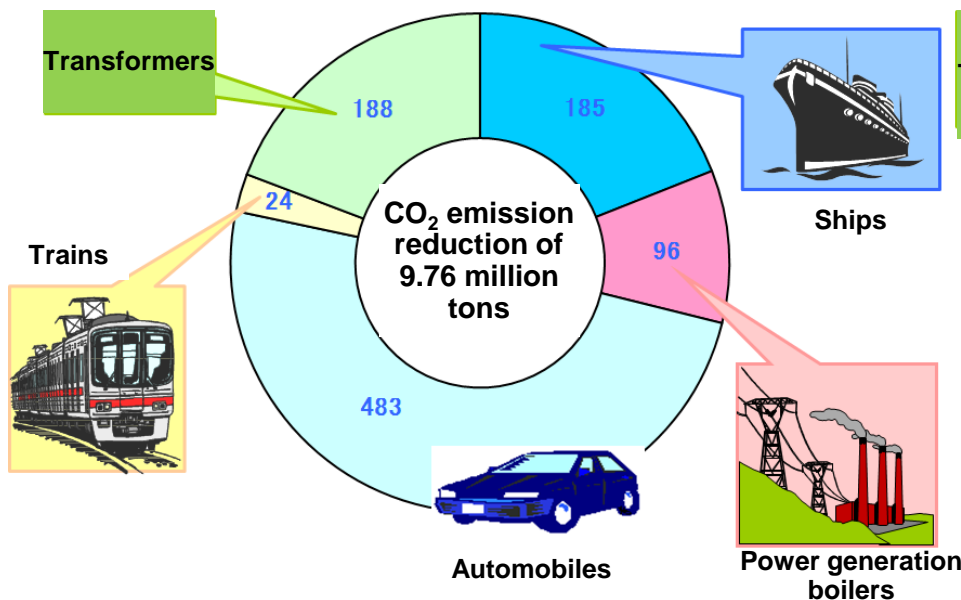 Transformers
188
185
24
CO₂ emission
reduction of
9.76 million
tons
96
Ships
Trains
483
Automobiles
Power generation
boilers